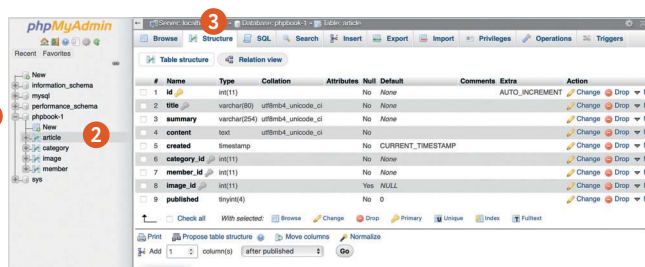 phpMyAdmin
Recent Favorites
New
information_schema
mysql
performance_schema
phpbook-1
New
article
category
image
member
sys
2
3
Database: phpbook-1 » Table: article
Browse Structure SQL Search Insert Export Import Privileges Operations Triggers
Table structure Relation view
# Name Type Collation Attributes Null Default Comments Extra Action
1 id int(11) No None AUTO_INCREMENT Change Drop
2 title varchar(80) utf8mb4_unicode_ci No None Change Drop
3 summary varchar(254) utf8mb4_unicode_ci No None Change Drop
4 content text utf8mb4_unicode_ci No Change Drop
5 created timestamp No CURRENT_TIMESTAMP Change Drop
6 category_id int(11) No None Change Drop
7 member_id int(11) No None Change Drop
8 image_id int(11) Yes NULL Change Drop
9 published tinyint(4) No 0 Change Drop
Check all With selected: Browse Change Drop Primary Unique Index Fulltext
Print Propose table structure Move columns Normalize
Add 1 column(s) after published Go